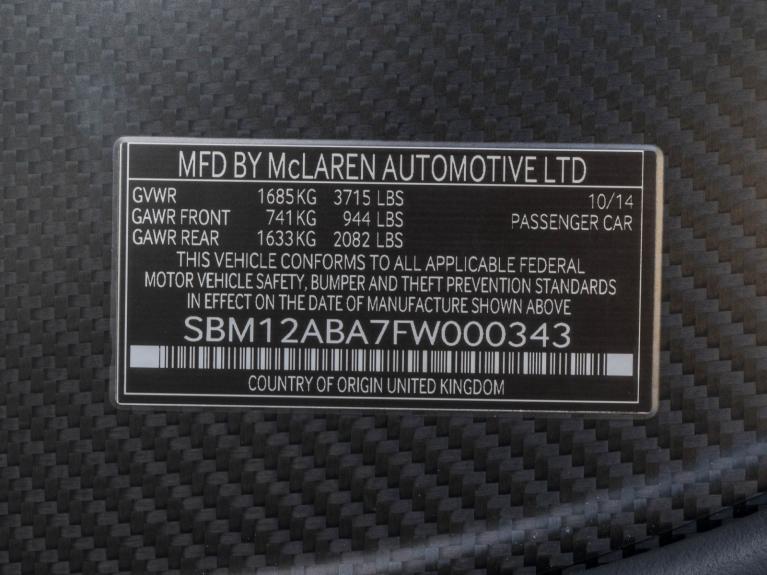 MFD BY McLAREN AUTOMOTIVE LTD
GVWR 1685KG 3715 LBS 10/14
GAWR FRONT 741KG 944 LBS PASSENGER CAR
GAWR REAR 1633KG 2082 LBS
THIS VEHICLE CONFORMS TO ALL APPLICABLE FEDERAL
MOTOR VEHICLE SAFETY, BUMPER AND THEFT PREVENTION STANDARDS
IN EFFECT ON THE DATE OF MANUFACTURE SHOWN ABOVE
SBM12ABA7FW000343
COUNTRY OF ORIGIN UNITED KINGDOM